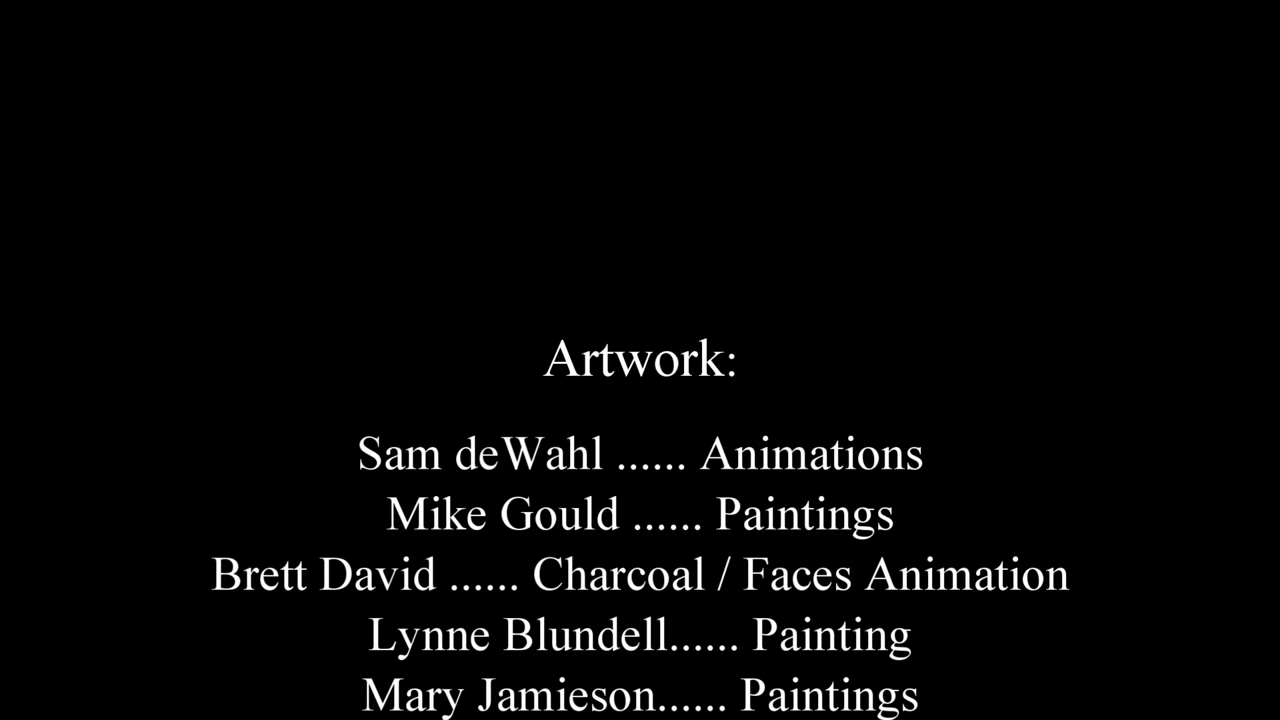 Artwork:
Sam deWahl ...... Animations
Mike Gould ...... Paintings
Brett David ...... Charcoal / Faces Animation
Lynne Blundell...... Painting
Mary Jamieson...... Paintings